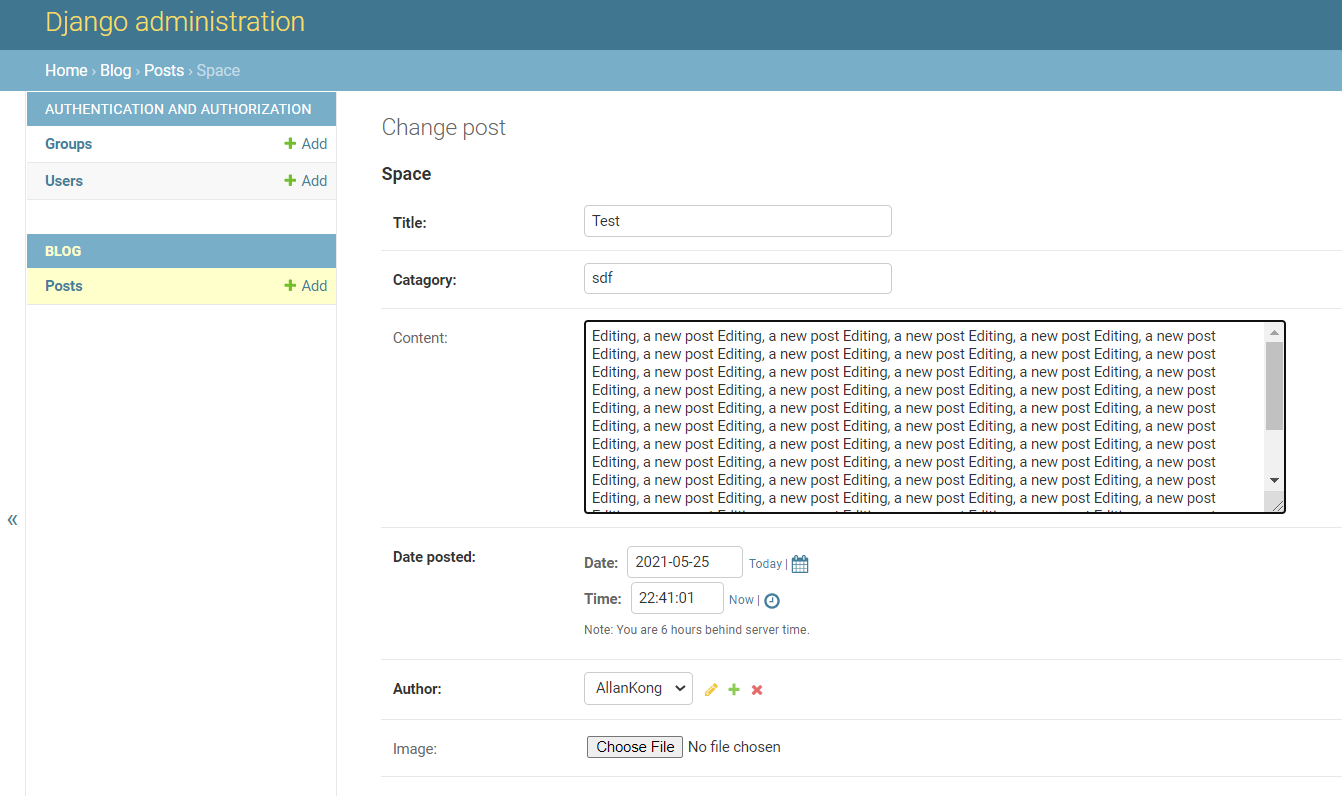 Django administration
Home › Blog › Posts › Space
AUTHENTICATION AND AUTHORIZATION
Groups + Add
Users + Add
BLOG
Posts + Add
«
Change post
Space
Title: Test
Catagory: sdf
Content:
Editing, a new post Editing, a new post Editing, a new post Editing, a new post Editing, a new post
Editing, a new post Editing, a new post Editing, a new post Editing, a new post Editing, a new post
Editing, a new post Editing, a new post Editing, a new post Editing, a new post Editing, a new post
Editing, a new post Editing, a new post Editing, a new post Editing, a new post Editing, a new post
Editing, a new post Editing, a new post Editing, a new post Editing, a new post Editing, a new post
Editing, a new post Editing, a new post Editing, a new post Editing, a new post Editing, a new post
Editing, a new post Editing, a new post Editing, a new post Editing, a new post Editing, a new post
Editing, a new post Editing, a new post Editing, a new post Editing, a new post Editing, a new post
Editing, a new post Editing, a new post Editing, a new post Editing, a new post Editing, a new post
Editing, a new post Editing, a new post Editing, a new post Editing, a new post Editing, a new post
Date posted:
Date: 2021-05-25 Today |
Time: 22:41:01 Now |
Note: You are 6 hours behind server time.
Author: AllanKong
Image: Choose File No file chosen